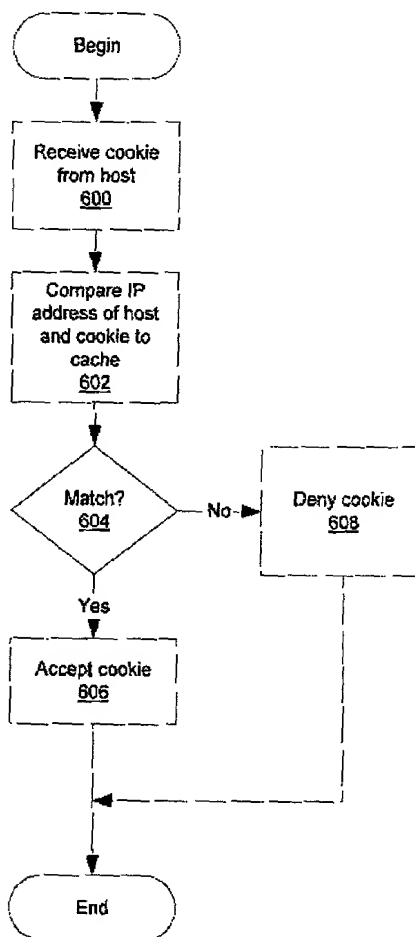 Begin
Receive cookie
from host
600
Compare IP
address of host
and cookie to
cache
602
Match?
604
No
Deny cookie
608
Yes
Accept cookie
606
End